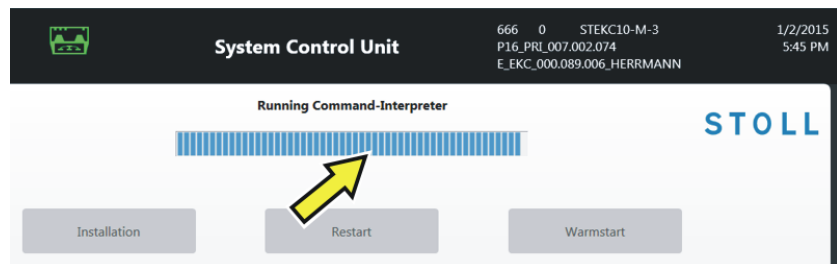 System Control Unit
666 0 STEKC10-M-3
P16_PRI_007.002.074
E_EKC_000.089.006_HERRMANN
1/2/2015
5:45 PM
Running Command-Interpreter
STOLL
Installation
Restart
Warmstart